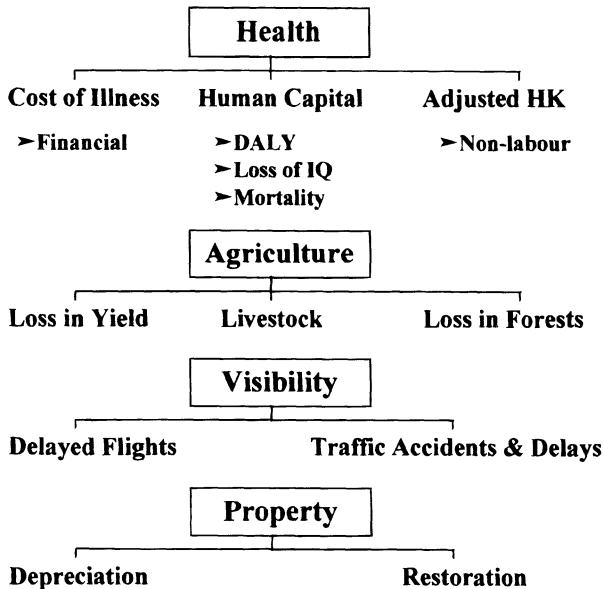 Health
Cost of Illness Human Capital Adjusted HK
➢Financial ➢DALY ➢Non-labour
➢Loss of IQ
➢Mortality
Agriculture
Loss in Yield Livestock Loss in Forests
Visibility
Delayed Flights Traffic Accidents & Delays
Property
Depreciation Restoration